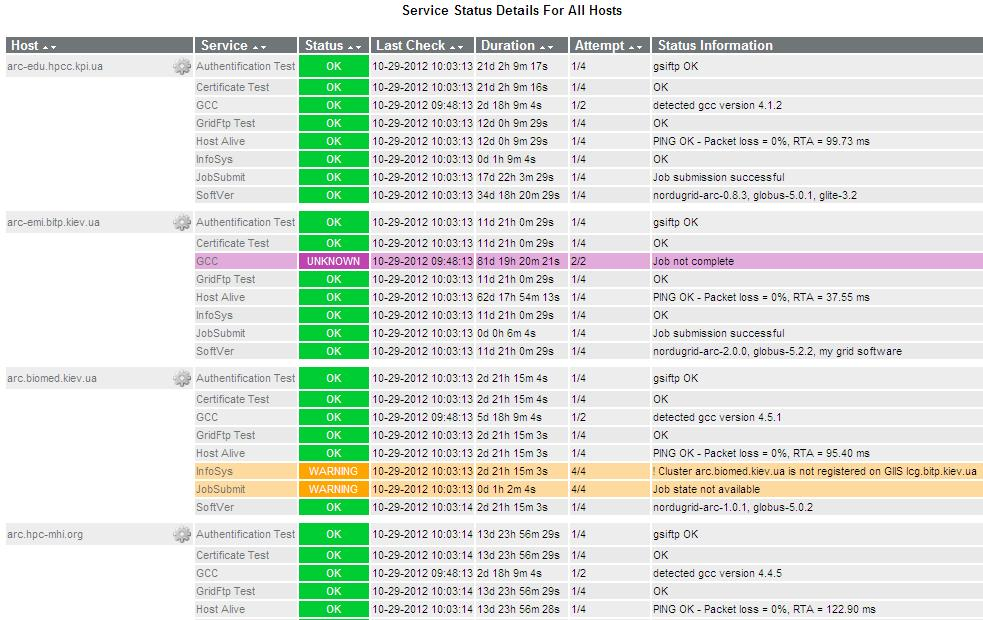 Service Status Details For All Hosts
Host Service Status Last Check Duration Attempt Status Information
arc-edu.hpcc.kpi.ua Authentification Test OK 10-29-2012 10:03:13 21d 2h 9m 17s 1/4 gsiftp OK
Certificate Test OK 10-29-2012 10:03:13 21d 2h 9m 16s 1/4 OK
GCC OK 10-29-2012 09:48:13 2d 18h 9m 4s 1/2 detected gcc version 4.1.2
GridFtp Test OK 10-29-2012 10:03:13 12d 0h 9m 29s 1/4 OK
Host Alive OK 10-29-2012 10:03:13 12d 0h 9m 29s 1/4 PING OK - Packet loss = 0%, RTA = 99.73 ms
InfoSys OK 10-29-2012 10:03:13 0d 1h 9m 4s 1/4 OK
JobSubmit OK 10-29-2012 10:03:13 17d 22h 3m 29s 1/4 Job submission successful
SoftVer OK 10-29-2012 10:03:13 34d 18h 20m 29s 1/4 nordugrid-arc-0.8.3, globus-5.0.1, glite-3.2
arc-emi.bitp.kiev.ua Authentification Test OK 10-29-2012 10:03:13 11d 21h 0m 29s 1/4 gsiftp OK
Certificate Test OK 10-29-2012 10:03:13 11d 21h 0m 29s 1/4 OK
GCC UNKNOWN 10-29-2012 09:48:13 81d 19h 20m 21s 2/2 Job not complete
GridFtp Test OK 10-29-2012 10:03:13 11d 21h 0m 29s 1/4 OK
Host Alive OK 10-29-2012 10:03:13 62d 17h 54m 13s 1/4 PING OK - Packet loss = 0%, RTA = 37.55 ms
InfoSys OK 10-29-2012 10:03:13 11d 21h 0m 29s 1/4 OK
JobSubmit OK 10-29-2012 10:03:13 0d 0h 6m 4s 1/4 Job submission successful
SoftVer OK 10-29-2012 10:03:13 11d 21h 0m 29s 1/4 nordugrid-arc-2.0.0, globus-5.2.2, my grid software
arc.biomed.kiev.ua Authentification Test OK 10-29-2012 10:03:13 2d 21h 15m 4s 1/4 gsiftp OK
Certificate Test OK 10-29-2012 10:03:13 2d 21h 15m 4s 1/4 OK
GCC OK 10-29-2012 09:48:13 5d 18h 9m 4s 1/2 detected gcc version 4.5.1
GridFtp Test OK 10-29-2012 10:03:13 2d 21h 15m 3s 1/4 OK
Host Alive OK 10-29-2012 10:03:13 2d 21h 15m 3s 1/4 PING OK - Packet loss = 0%, RTA = 95.40 ms
InfoSys WARNING 10-29-2012 10:03:13 2d 21h 15m 3s 4/4 ! Cluster arc.biomed.kiev.ua is not registered on GIIS lcg.bitp.kiev.ua
JobSubmit WARNING 10-29-2012 10:03:13 0d 1h 2m 4s 4/4 Job state not available
SoftVer OK 10-29-2012 10:03:13 2d 21h 15m 3s 1/4 nordugrid-arc-1.0.1, globus-5.0.2
arc.hpc-mhi.org Authentification Test OK 10-29-2012 10:03:14 13d 23h 56m 29s 1/4 gsiftp OK
Certificate Test OK 10-29-2012 10:03:14 13d 23h 56m 29s 1/4 OK
GCC OK 10-29-2012 09:48:13 2d 18h 9m 4s 1/2 detected gcc version 4.4.5
GridFtp Test OK 10-29-2012 10:03:14 13d 23h 56m 29s 1/4 OK
Host Alive OK 10-29-2012 10:03:14 13d 23h 56m 28s 1/4 PING OK - Packet loss = 0%, RTA = 122.90 ms